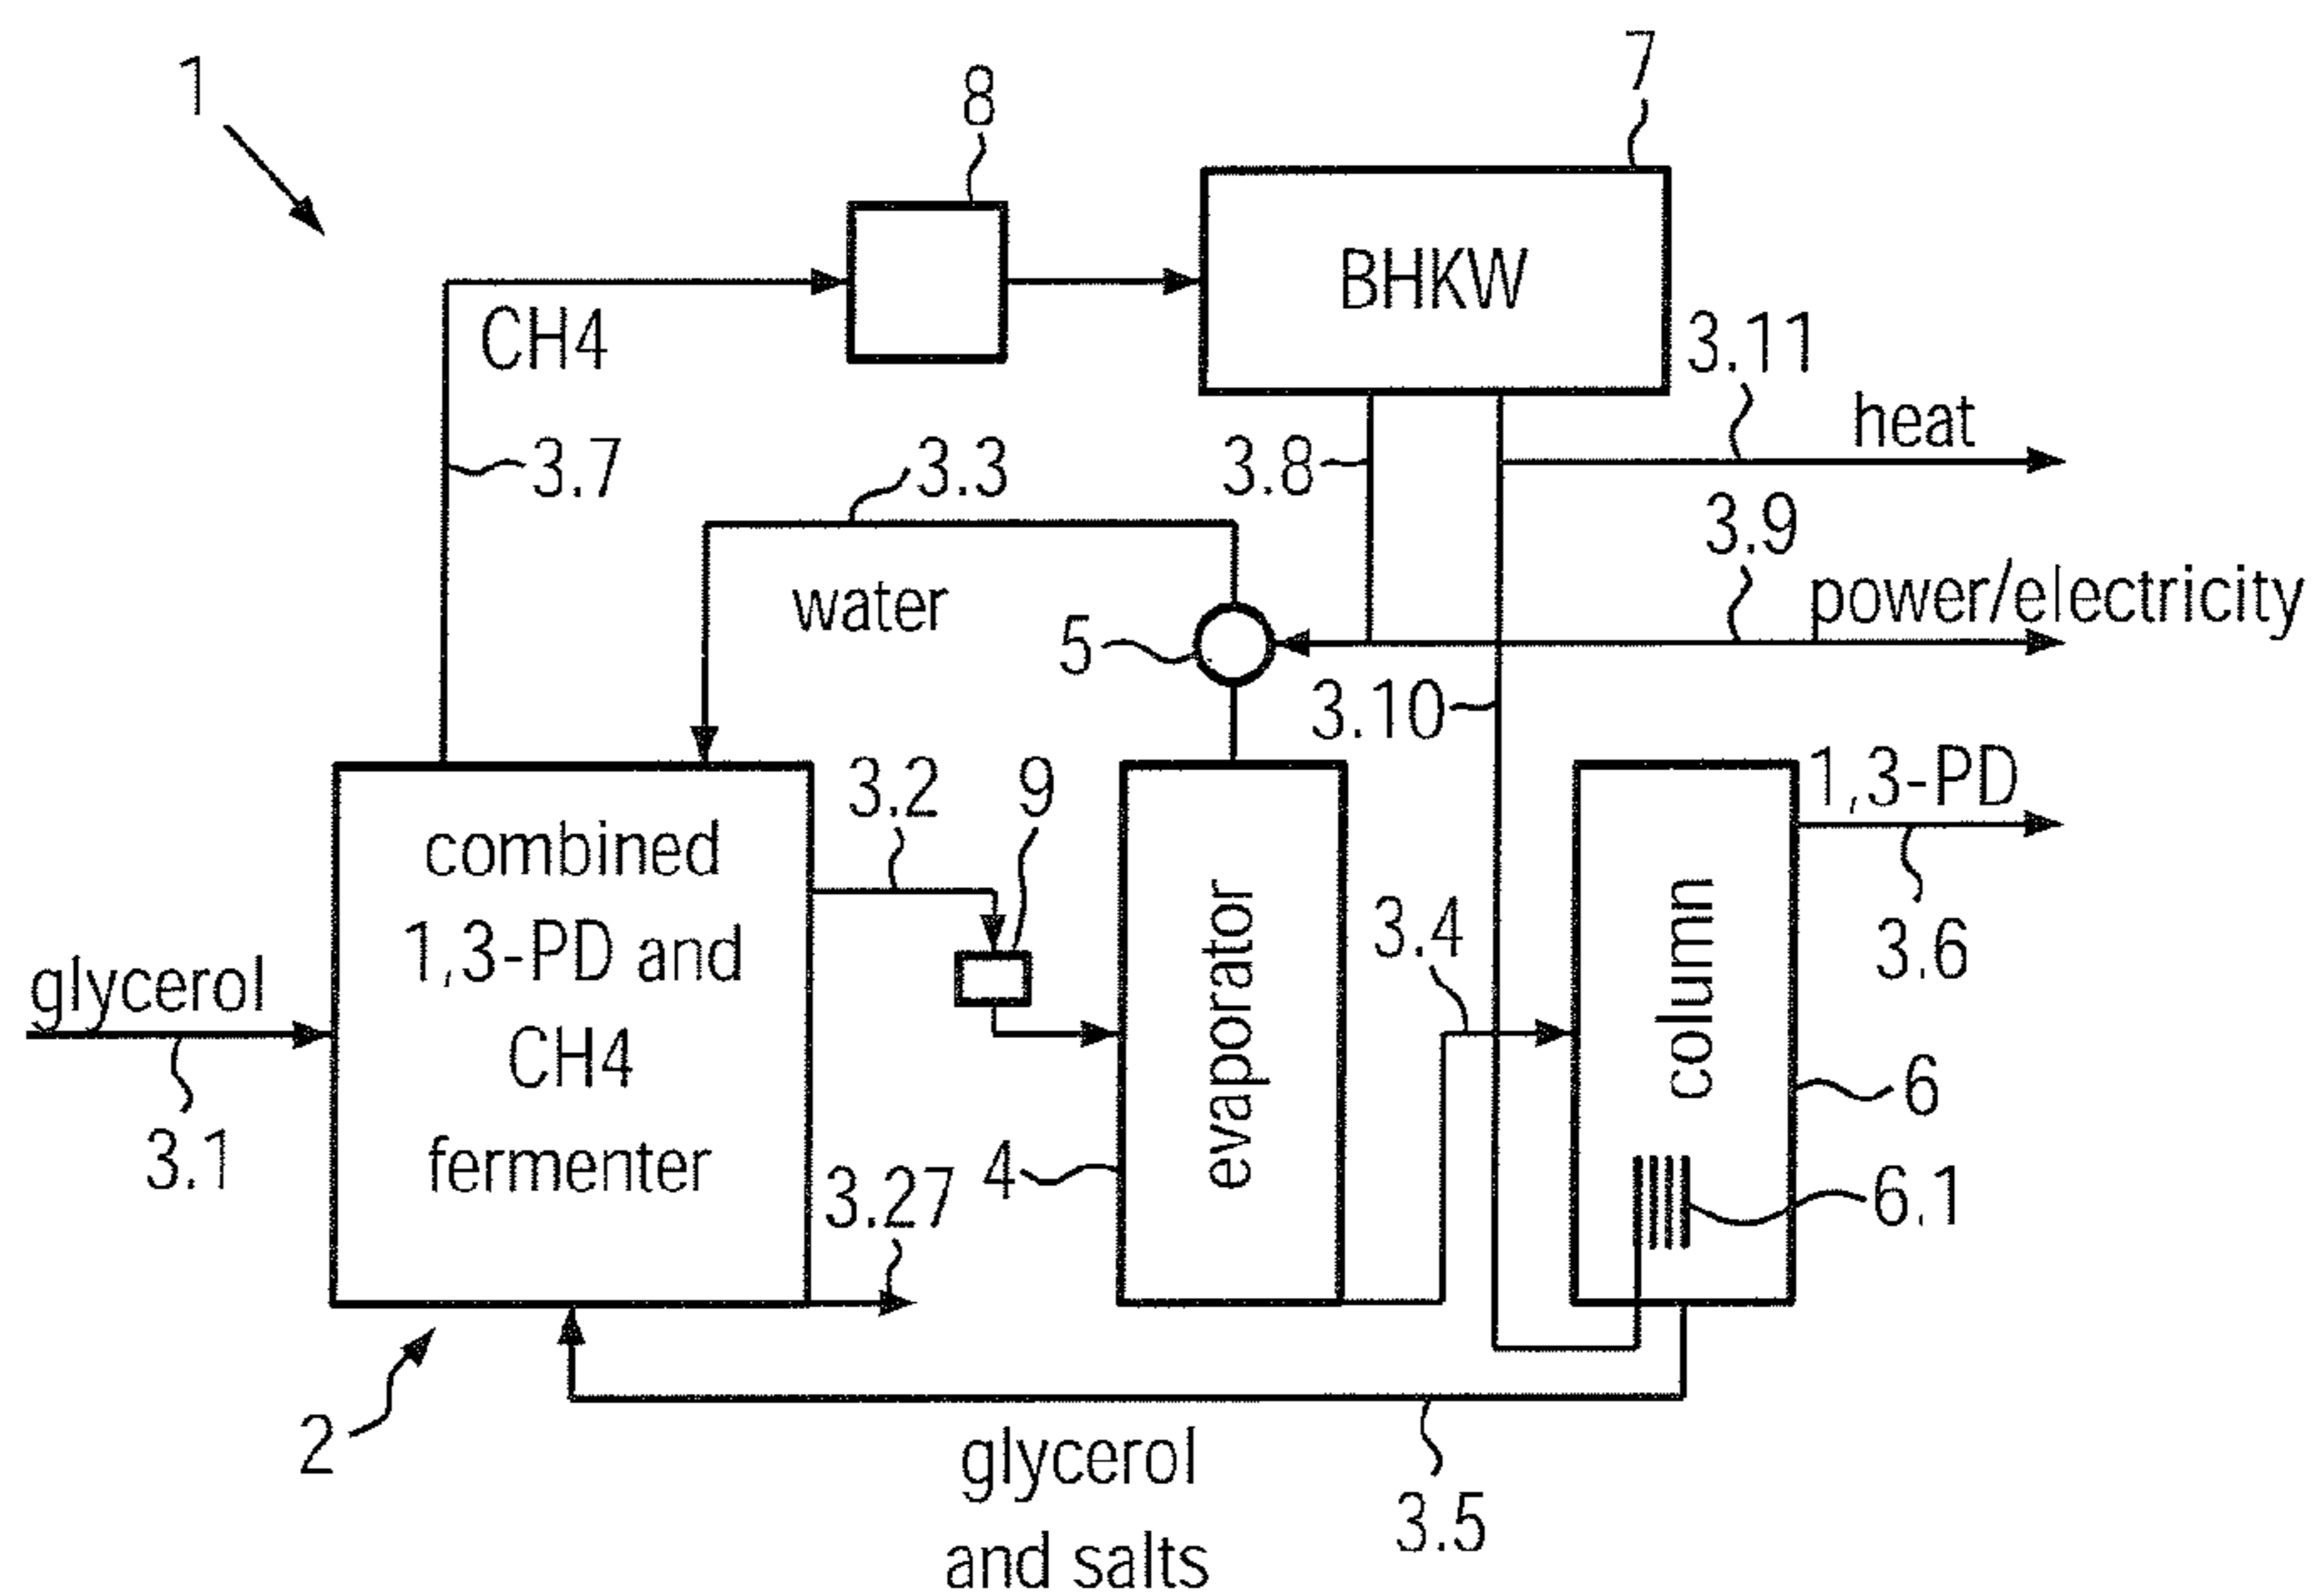 1
8
7
BHKW
CH4
3.11
heat
3.7
3.3
3.8
3.9
water
power/electricity
5
3.10
3.2
9
1,3-PD
combined
1,3-PD and
CH4
fermenter
evaporator
column
3.4
3.6
glycerol
3.1
6
3.27
4
6.1
2
glycerol
and salts
3.5